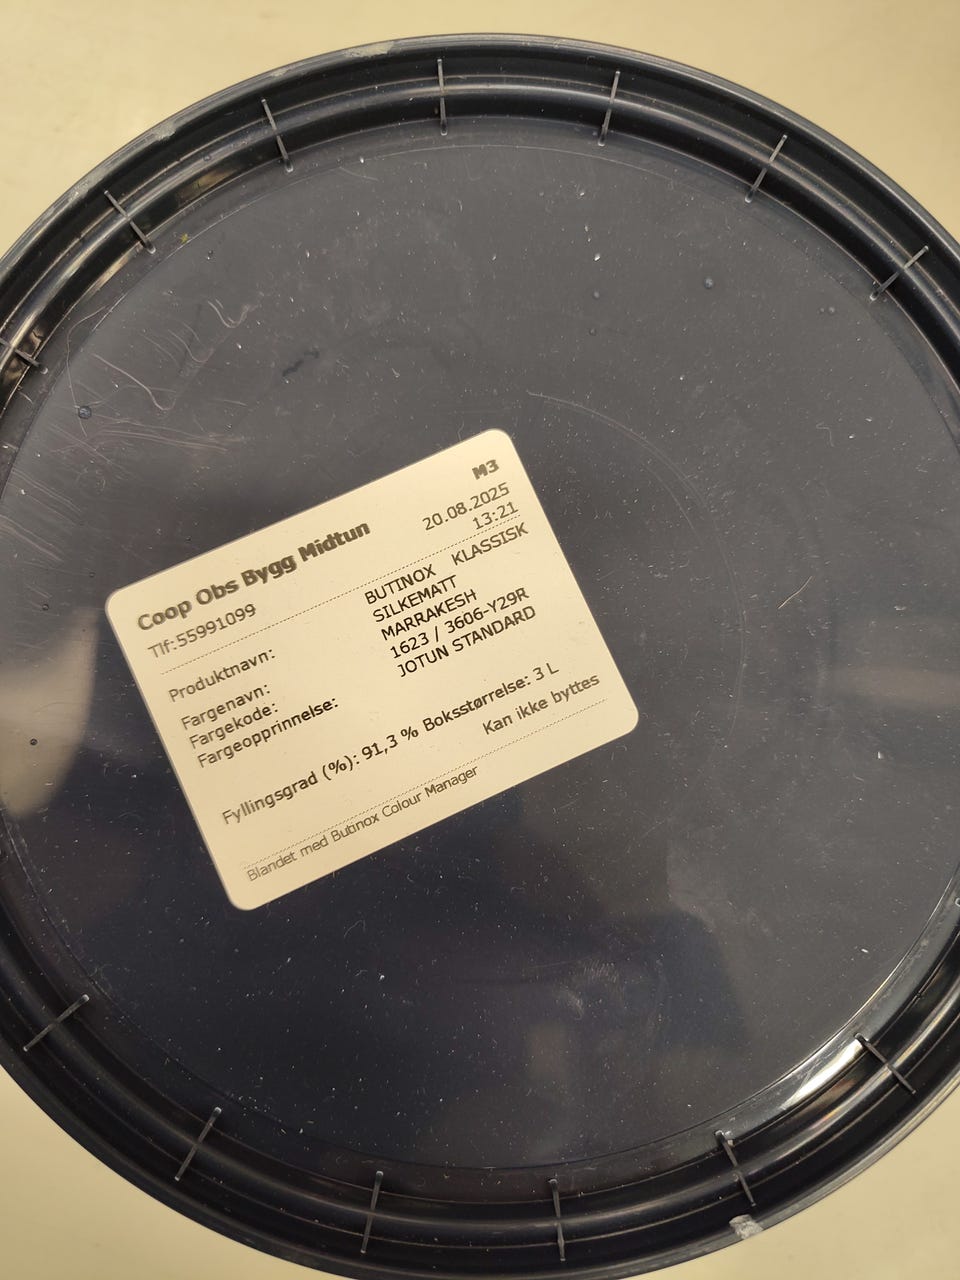 M3
Coop Obs Bygg Midtun 20.08.2025
Tlf:55991099 13:21
Produktnavn: BUTINOX KLASSISK
SILKEMATT
Fargenavn: MARRAKESH
Fargekode: 1623 / 3606-Y29R
Fargeopprinnelse: JOTUN STANDARD
Fyllingsgrad (%): 91,3 % Boksstørrelse: 3 L
Kan ikke byttes
Blandet med Butinox Colour Manager